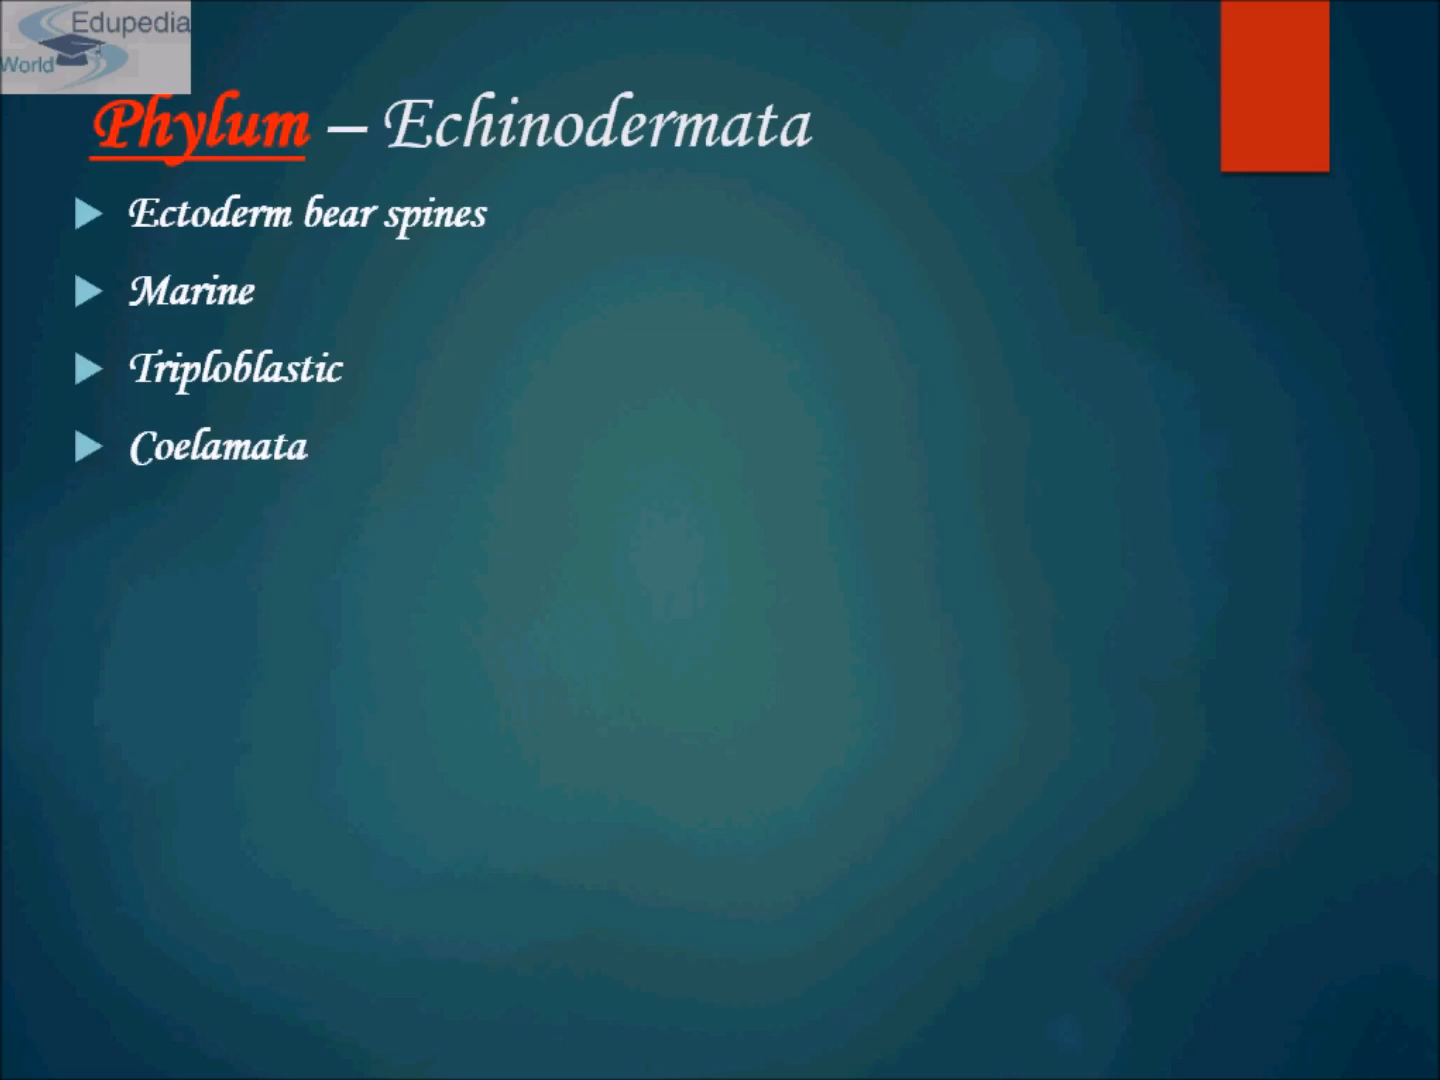 Edupedia
World
Phylum – Echinodermata
Ectoderm bear spines
Marine
Triploblastic
Coelamata